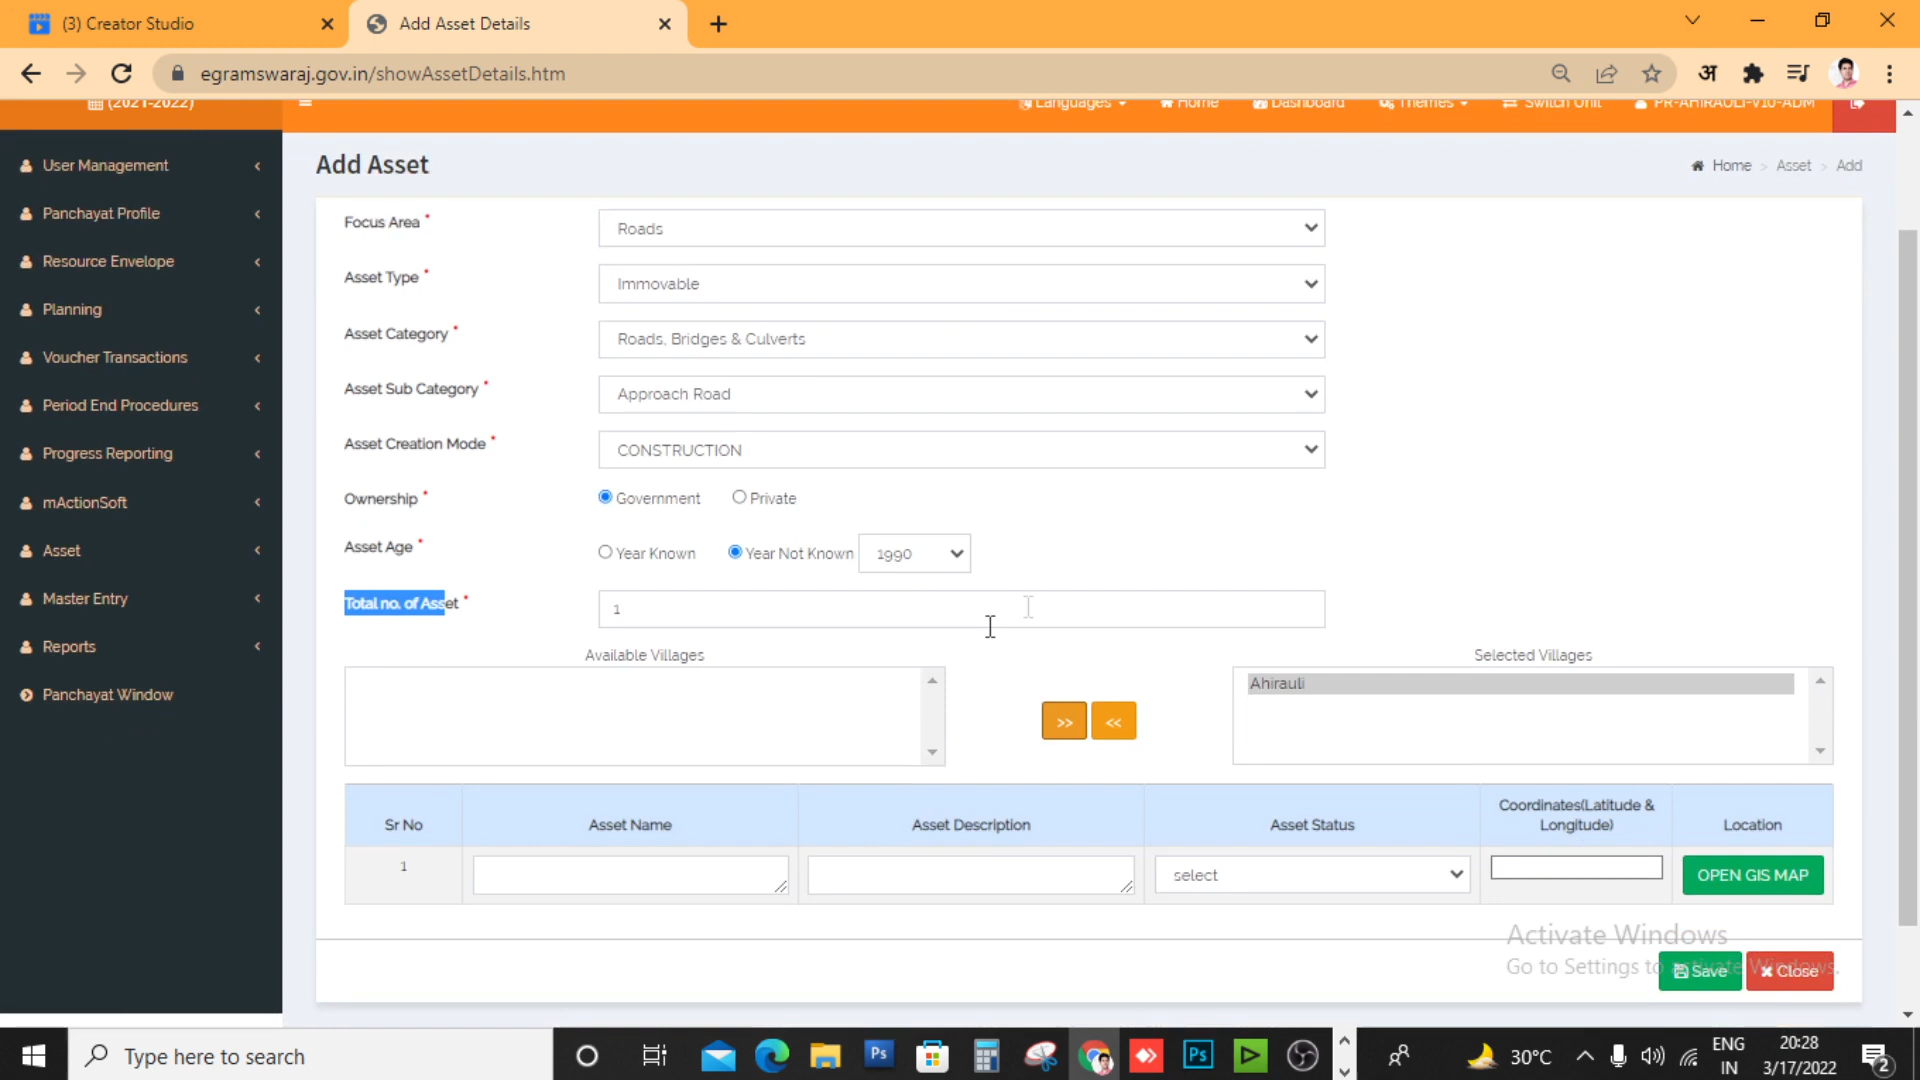 (3) Creator Studio
Add Asset Details
egramswaraj.gov.in/showAssetDetails.htm
अ
(2021-2022)
Languages
Home
Dashboard
Themes
Switch Unit
PR-AHIRAULI-V10-ADM
User Management
Panchayat Profile
Resource Envelope
Planning
Voucher Transactions
Period End Procedures
Progress Reporting
mActionSoft
Asset
Master Entry
Reports
Panchayat Window
Add Asset
Home > Asset > Add
Focus Area *
Roads
Asset Type *
Immovable
Asset Category *
Roads, Bridges & Culverts
Asset Sub Category *
Approach Road
Asset Creation Mode *
CONSTRUCTION
Ownership *
Government
Private
Asset Age *
Year Known
Year Not Known
1990
Total no. of Asset *
1
Available Villages
Selected Villages
Ahirauli
>>
<<
Sr No
Asset Name
Asset Description
Asset Status
Coordinates(Latitude &
Longitude)
Location
1
select
OPEN GIS MAP
Activate Windows
Go to Settings to activate Windows.
Save
Close
Type here to search
Ps
Ps
30°C
ENG
IN
20:28
3/17/2022
2